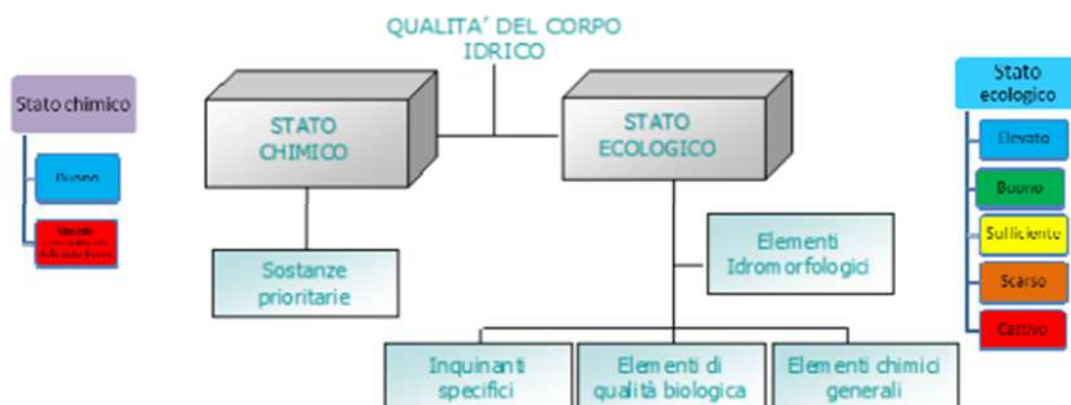 QUALITA' DEL CORPO
IDRICO
Stato chimico
Buono
STATO
CHIMICO
STATO
ECOLOGICO
Sostanze
prioritarie
Elementi
Idromorfologici
Inquinanti
specifici
Elementi di
qualità biologica
Elementi chimici
generali
Stato
ecologico
Elevato
Buono
Sufficiente
Scarso
Cattivo